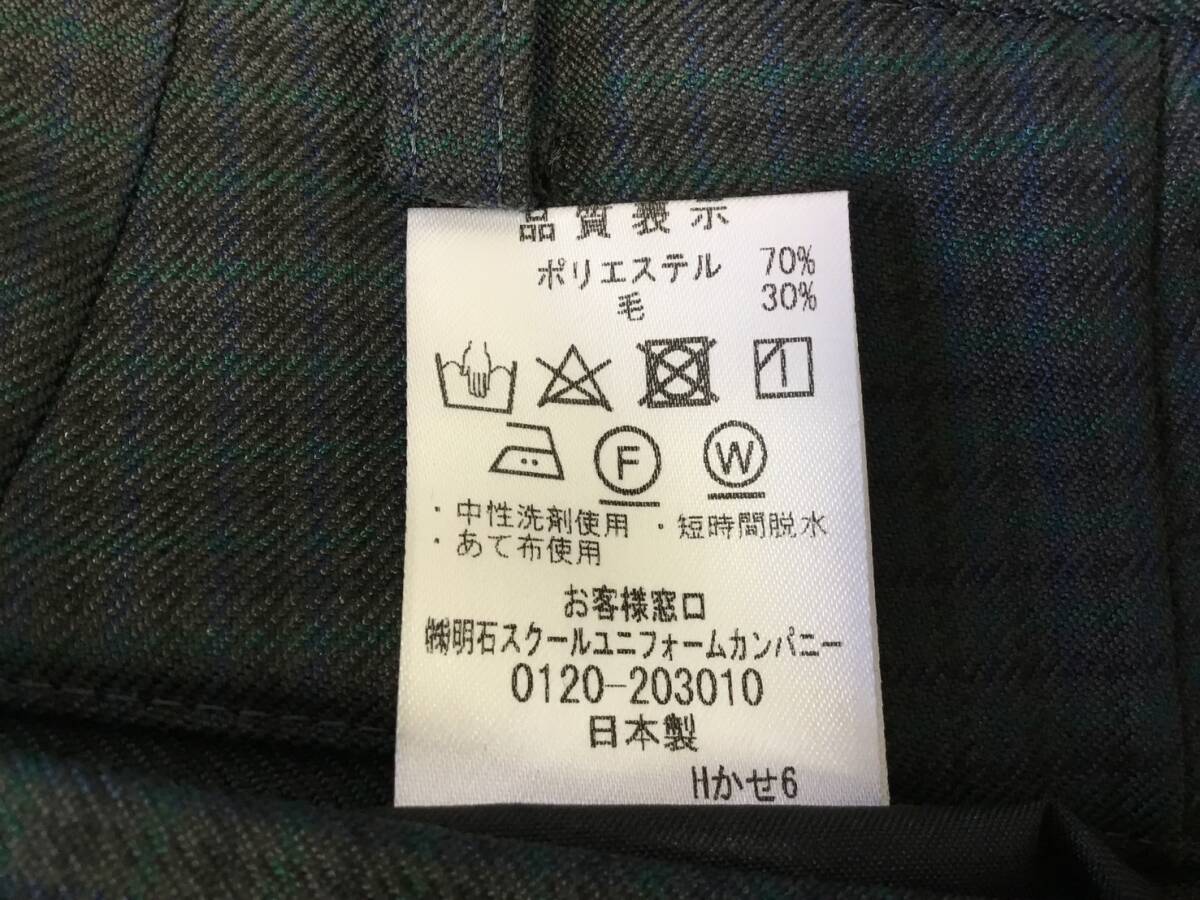 品質表示
ポリエステル 70%
毛 30%
F W
・中性洗剤使用 ・短時間脱水
・あて布使用
お客様窓口
㈱明石スクールユニフォームカンパニー
0120-203010
日本製
Hかせ6